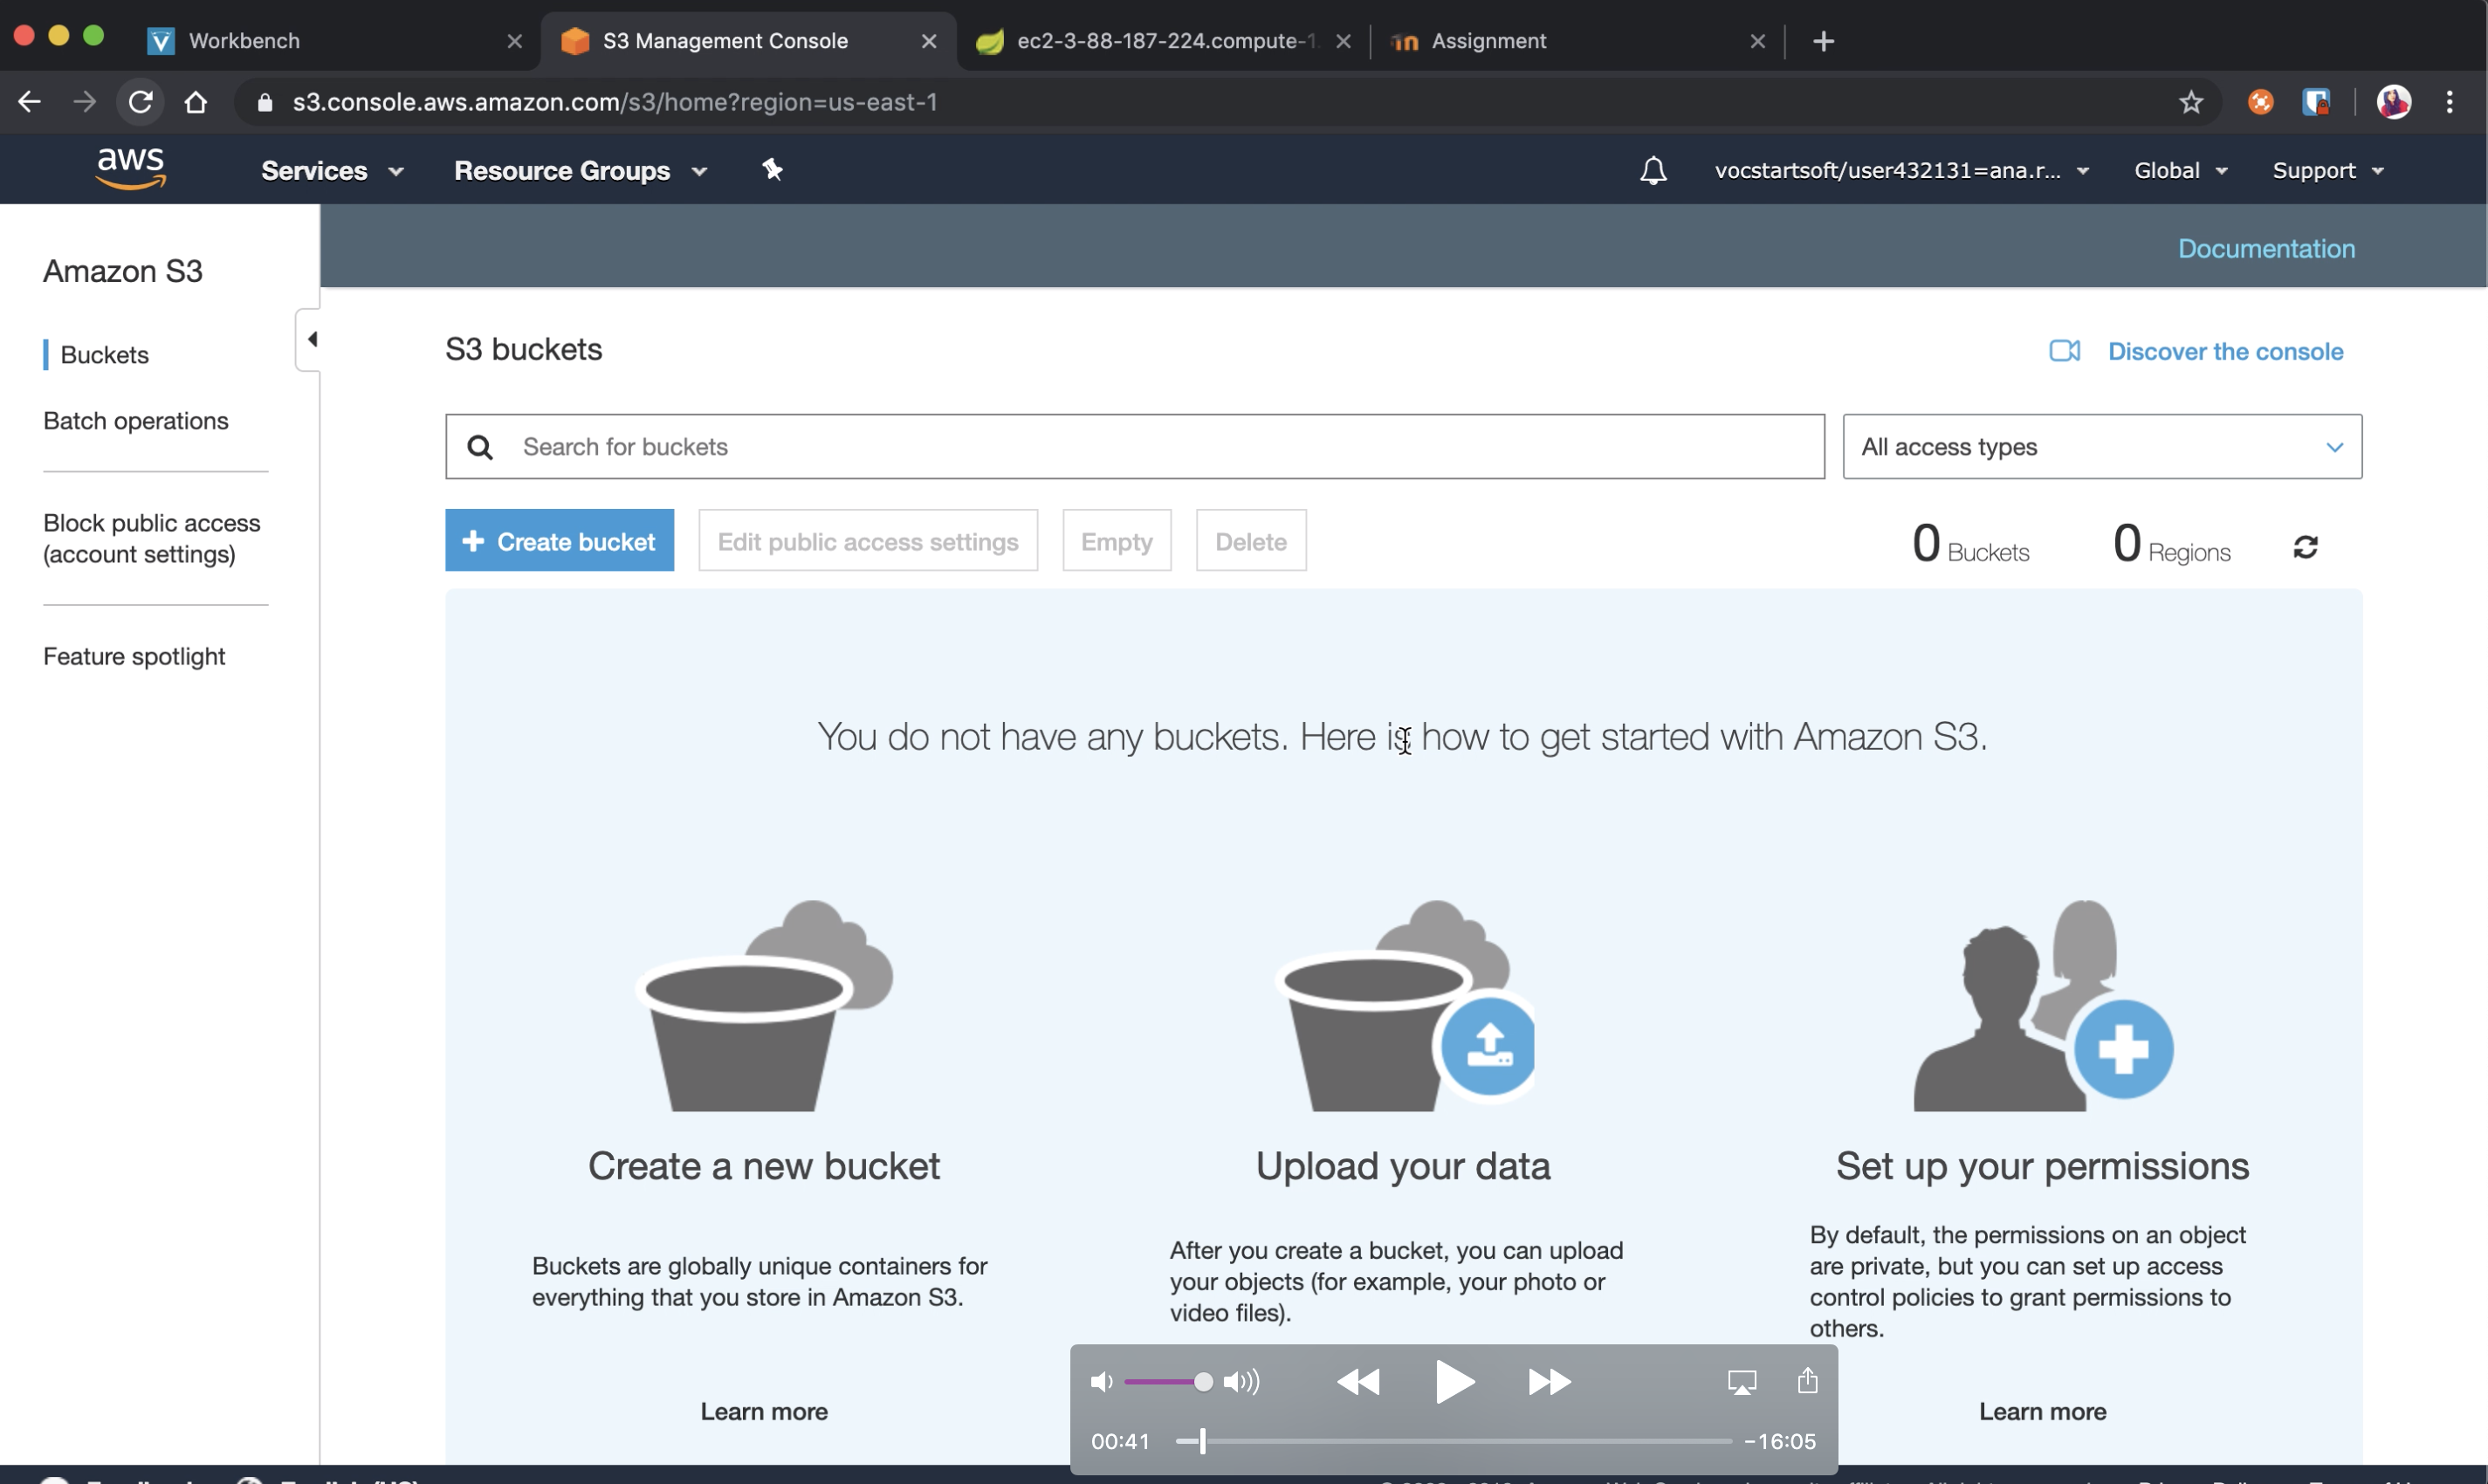 Workbench
S3 Management Console
ec2-3-88-187-224.compute-1.
Assignment
s3.console.aws.amazon.com/s3/home?region=us-east-1
aws
Services
Resource Groups
vocstartsoft/user432131=ana.r...
Global
Support
Documentation
Amazon S3
Buckets
Batch operations
Block public access
(account settings)
Feature spotlight
S3 buckets
Discover the console
Search for buckets
All access types
Create bucket
Edit public access settings
Empty
Delete
0 Buckets
0 Regions
You do not have any buckets. Here is how to get started with Amazon S3.
Create a new bucket
Buckets are globally unique containers for
everything that you store in Amazon S3.
Learn more
Upload your data
After you create a bucket, you can upload
your objects (for example, your photo or
video files).
Set up your permissions
By default, the permissions on an object
are private, but you can set up access
control policies to grant permissions to
others.
Learn more
00:41
-16:05